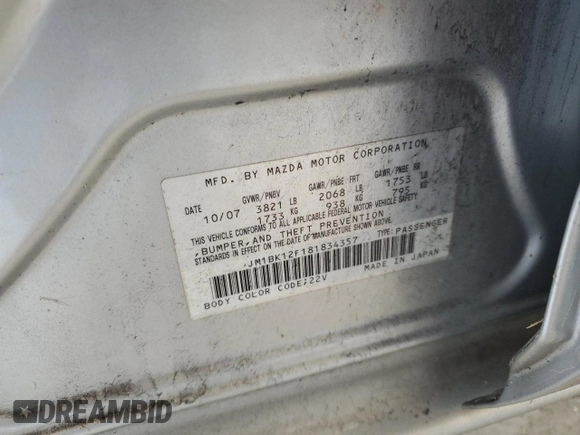 MFD. BY MAZDA MOTOR CORPORATION
DATE GVWR/PNBV GAWR/PNBE FRT GAWR/PNBE RR
10/07 3821 LB 2068 LB 1753 LB
1733 KG 938 KG 795 KG
THIS VEHICLE CONFORMS TO ALL APPLICABLE FEDERAL MOTOR VEHICLE SAFETY
,BUMPER,AND THEFT PREVENTION
STANDARDS IN EFFECT ON THE DATE OF MANUFACTURE SHOWN ABOVE.
JM1BK12F181834357 TYPE: PASSENGER
BODY COLOR CODE;22V MADE IN JAPAN
DREAMBID